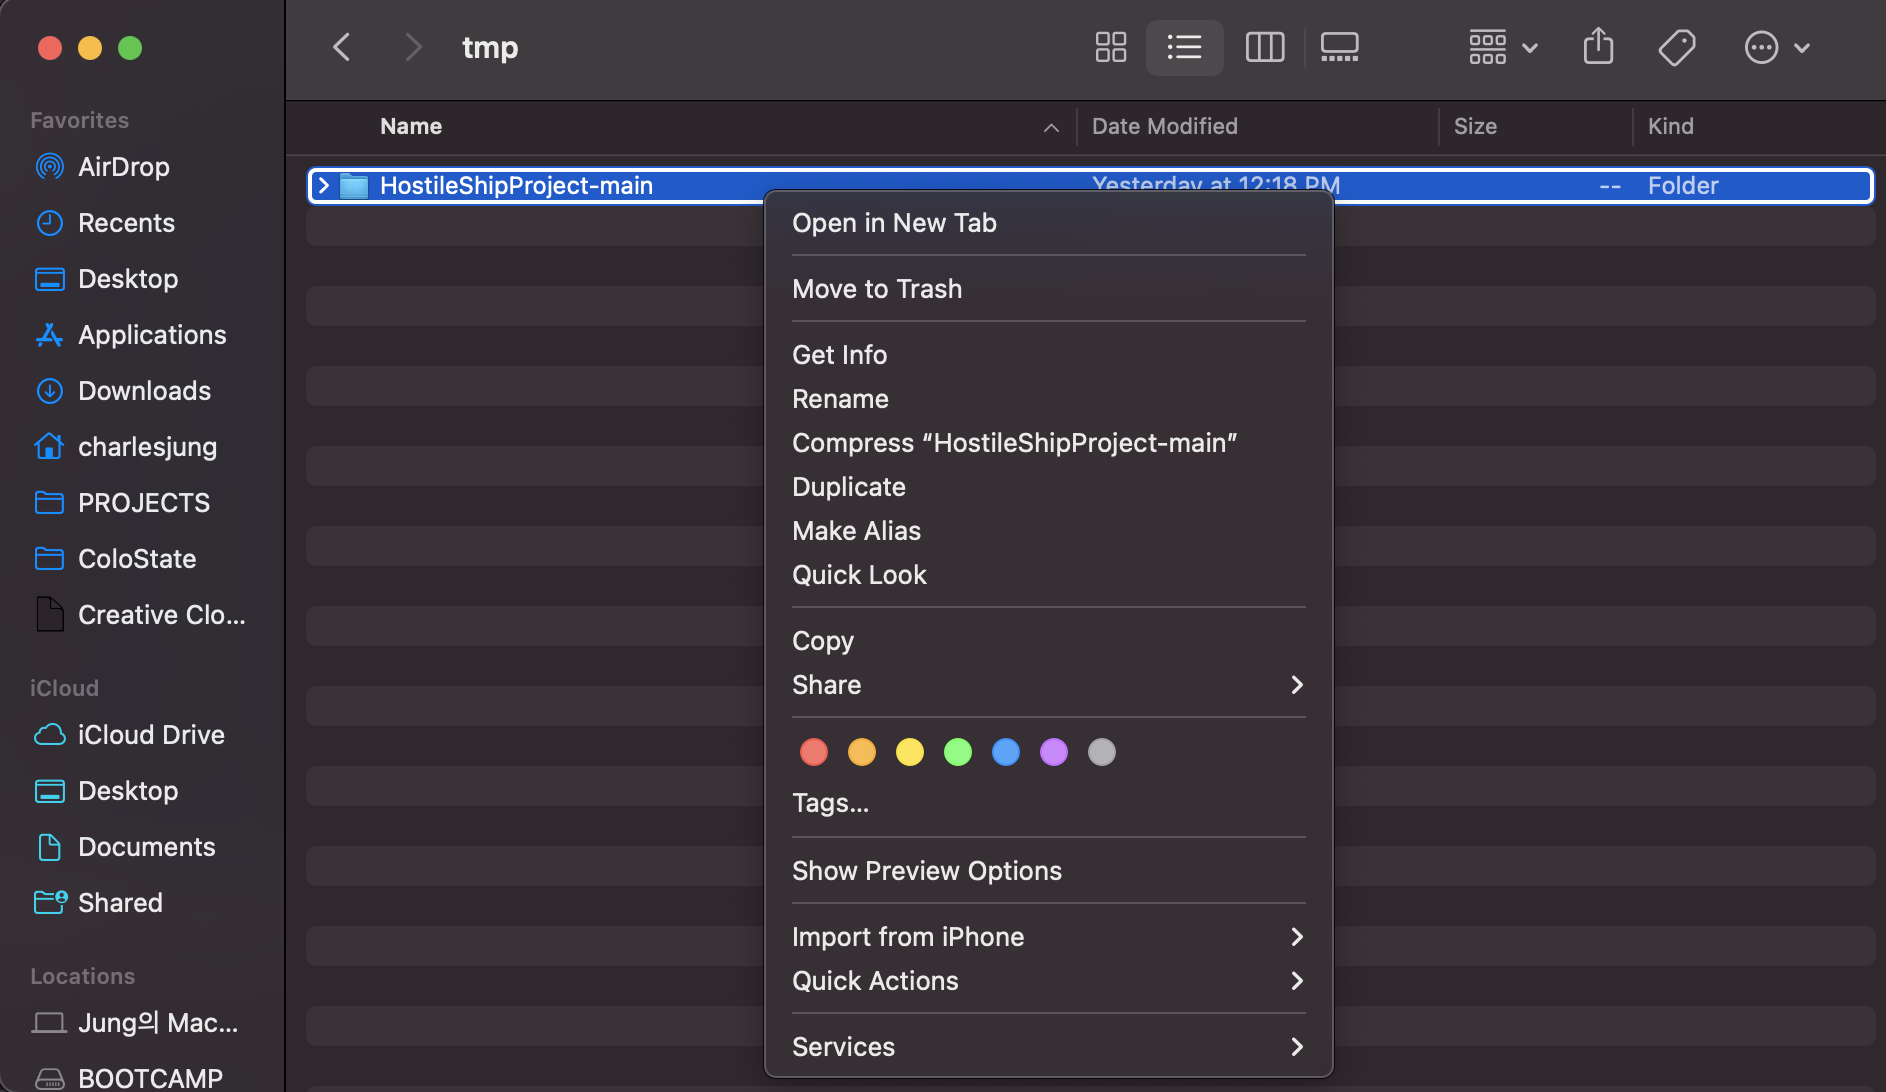 tmp
Favorites
AirDrop
Recents
Desktop
Applications
Downloads
charlesjung
PROJECTS
ColoState
Creative Clo...
iCloud
iCloud Drive
Desktop
Documents
Shared
Locations
Jung의 Mac...
BOOTCAMP
Name Date Modified Size Kind
HostileShipProject-main Yesterday at 12:18 PM -- Folder
Open in New Tab
Move to Trash
Get Info
Rename
Compress “HostileShipProject-main”
Duplicate
Make Alias
Quick Look
Copy
Share
Tags...
Show Preview Options
Import from iPhone
Quick Actions
Services